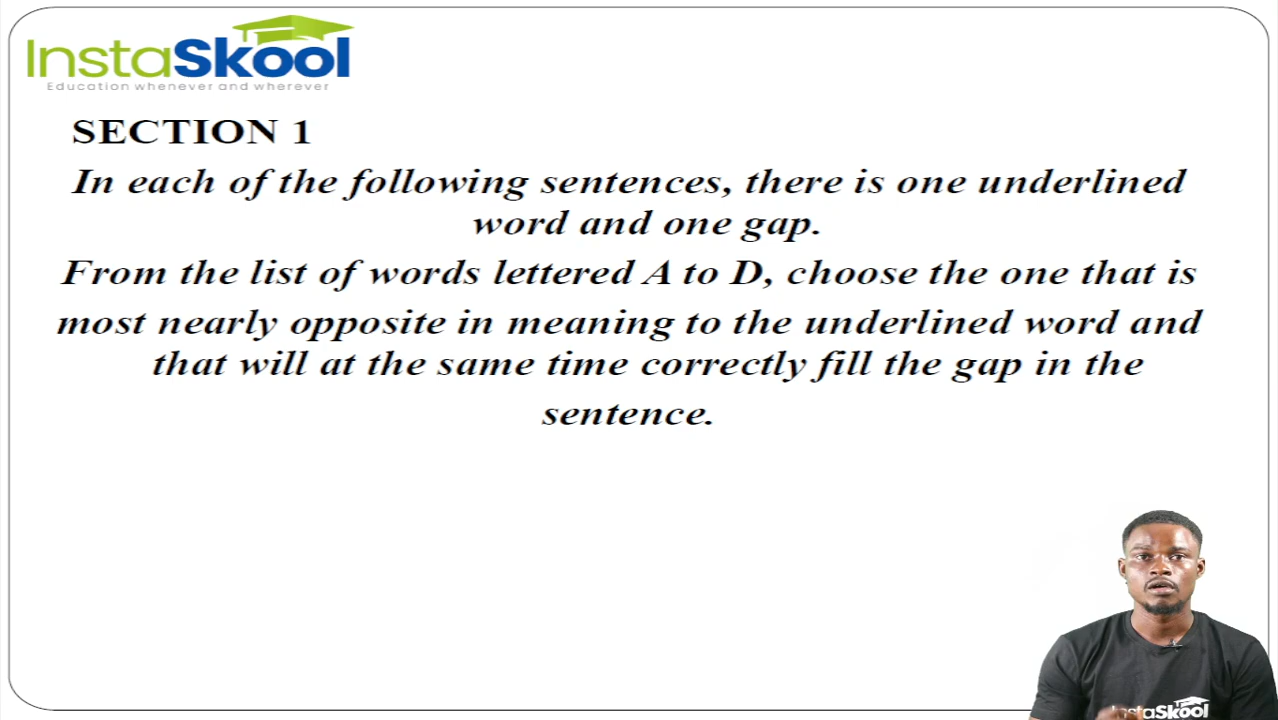 InstaSkool
Education whenever and wherever
SECTION 1
In each of the following sentences, there is one underlined
word and one gap.
From the list of words lettered A to D, choose the one that is
most nearly opposite in meaning to the underlined word and
that will at the same time correctly fill the gap in the
sentence.
InstaSkool